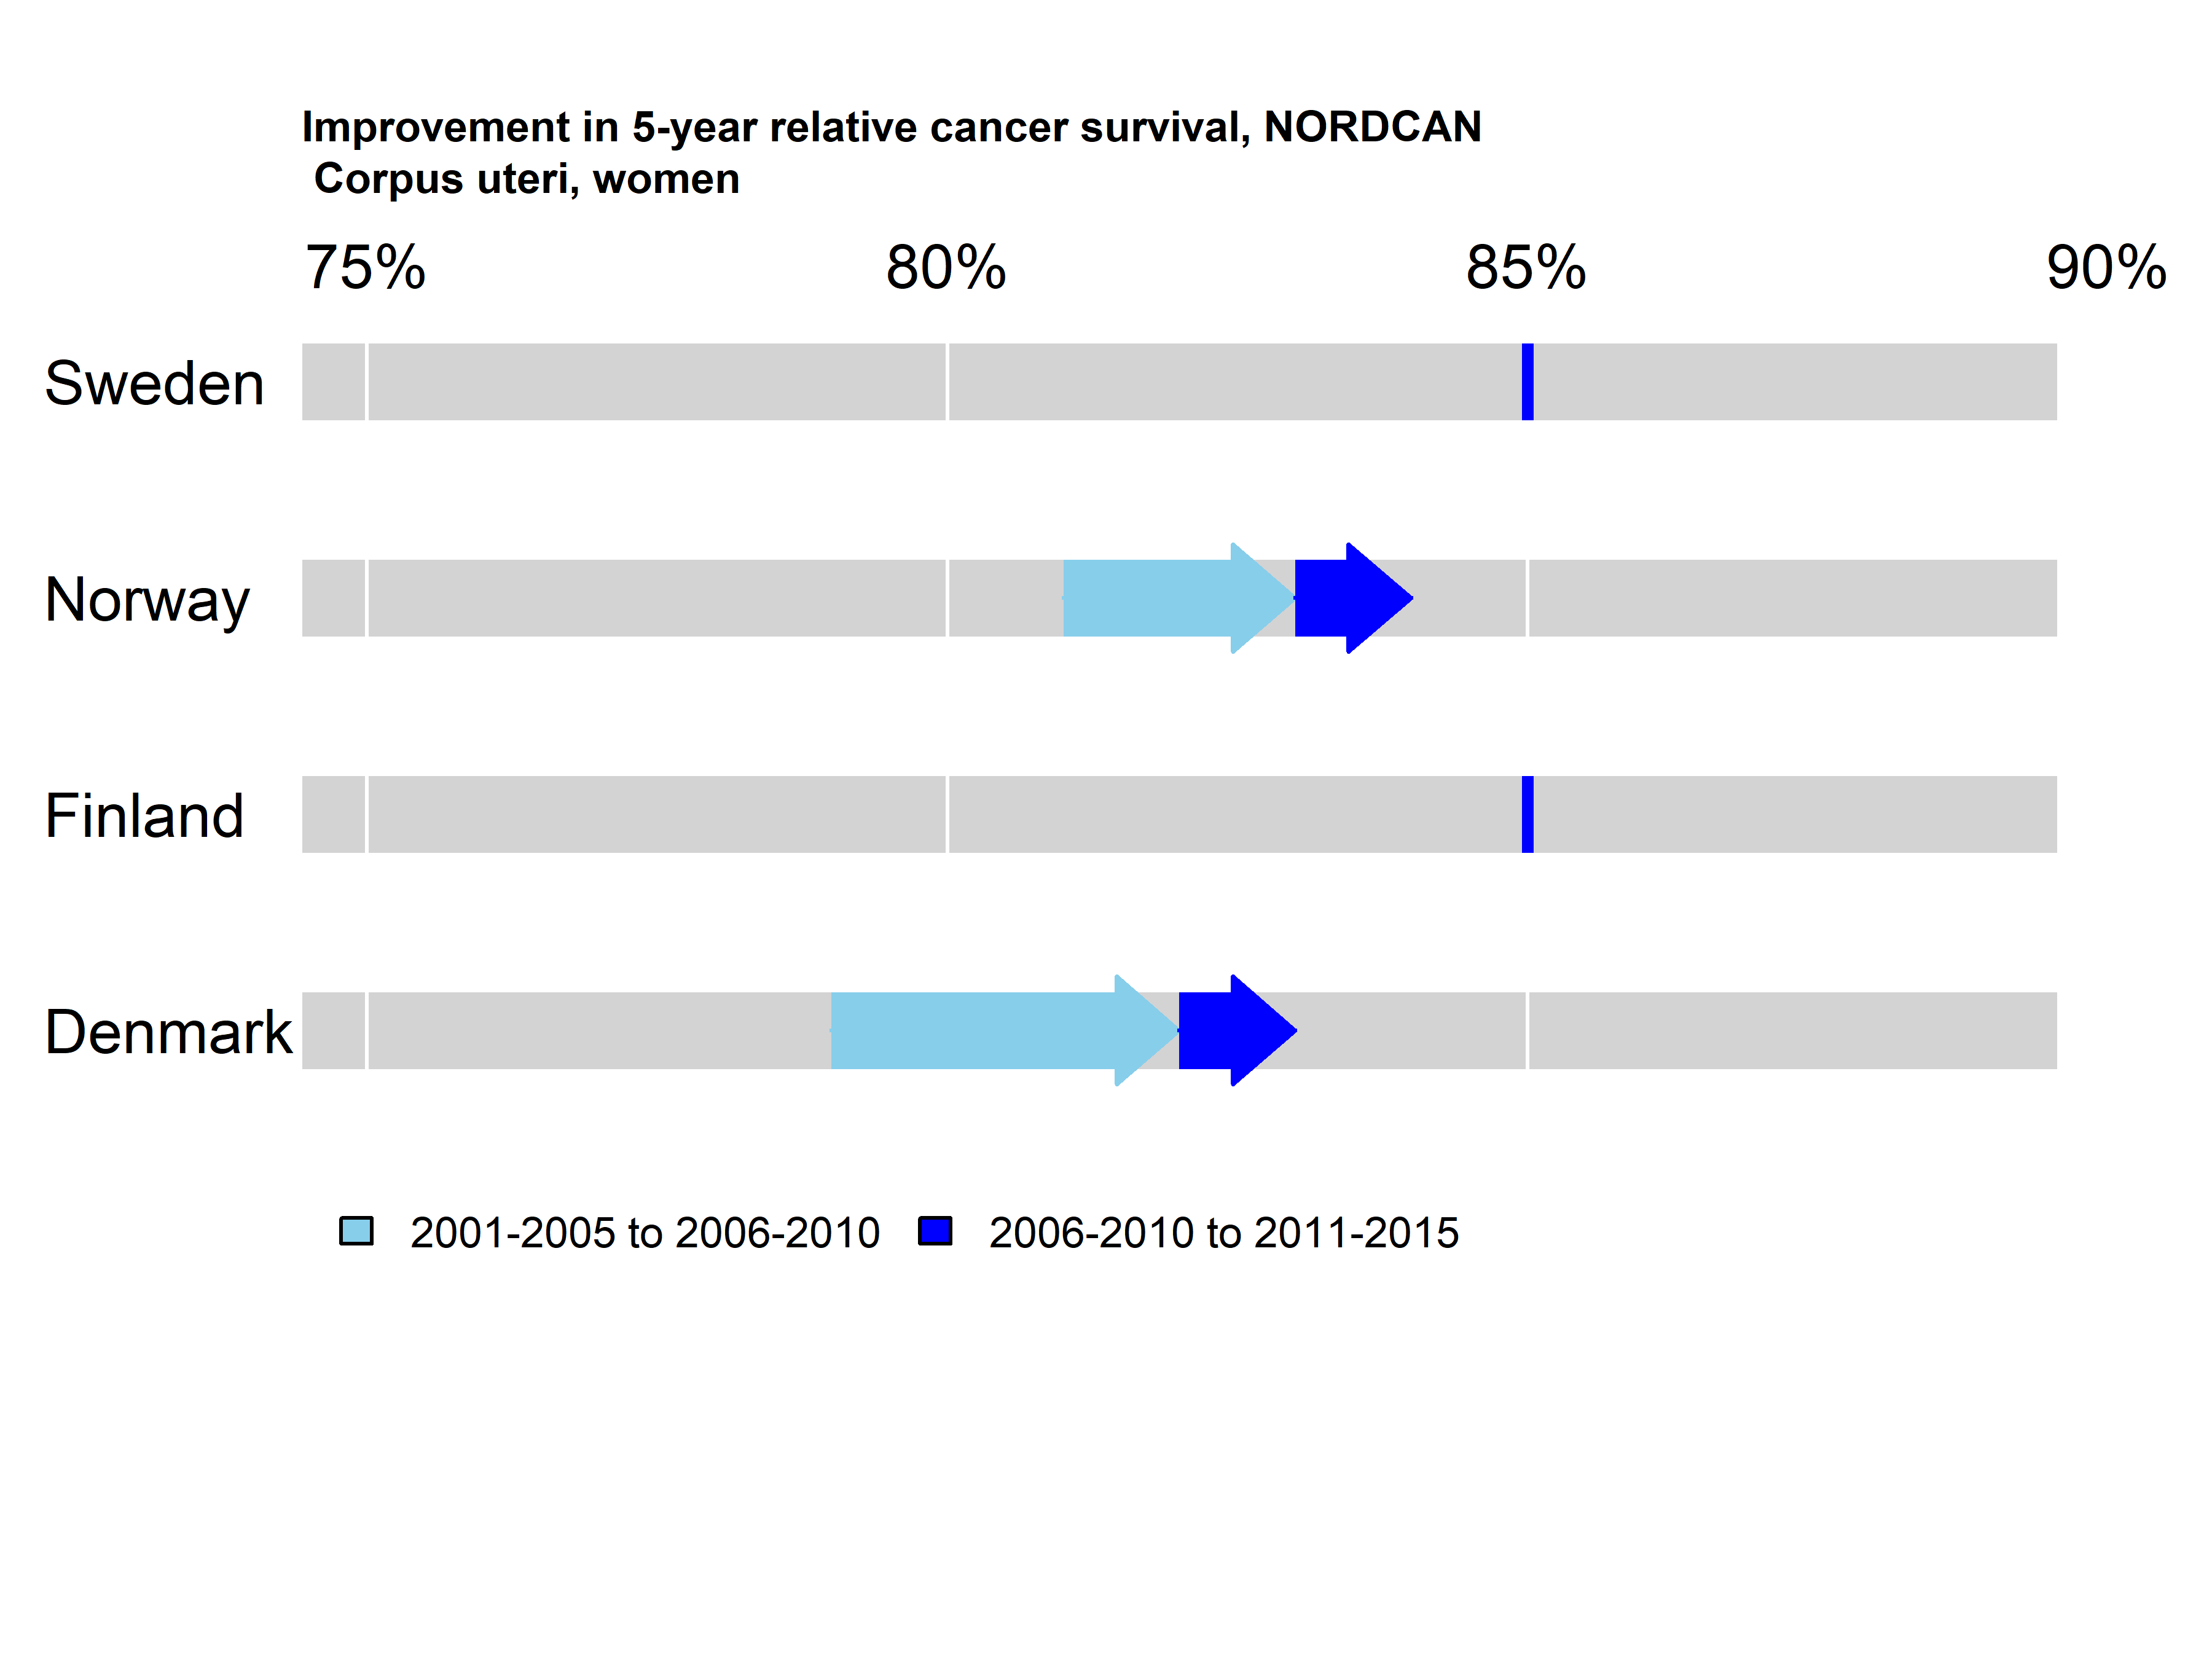 Improvement in 5-year relative cancer survival, NORDCAN
Corpus uteri, women
75% 80% 85% 90%
Sweden
Norway
Finland
Denmark
2001-2005 to 2006-2010 2006-2010 to 2011-2015